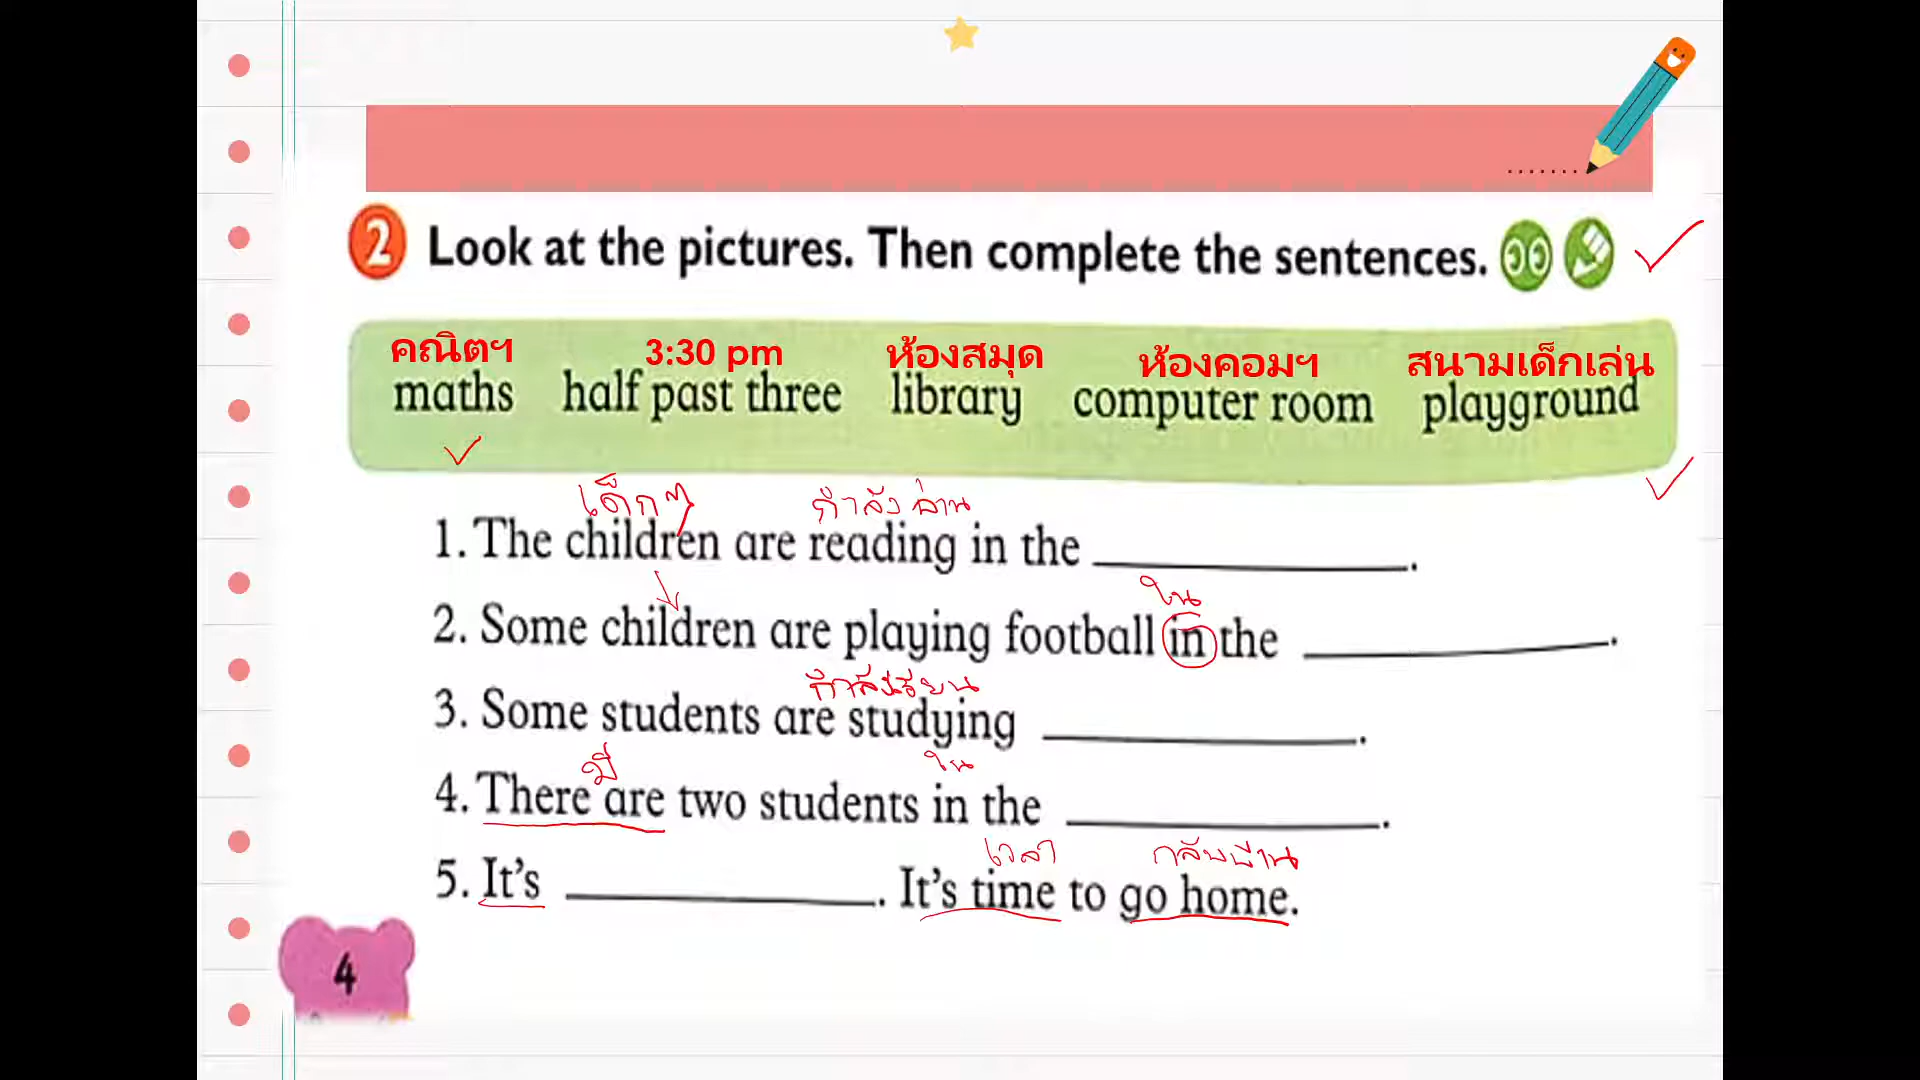 .......
2 Look at the pictures. Then complete the sentences.
คณิตฯ 3:30 pm ห้องสมุด ห้องคอมฯ สนามเด็กเล่น
maths half past three library computer room playground
เด็กๆ กำลังอ่าน
1. The children are reading in the ____________.
ใน
2. Some children are playing football in the ____________.
กำลังเรียน
3. Some students are studying ____________.
มี ใน
4. There are two students in the ____________.
เวลา กลับบ้าน
5. It's ____________. It's time to go home.
4